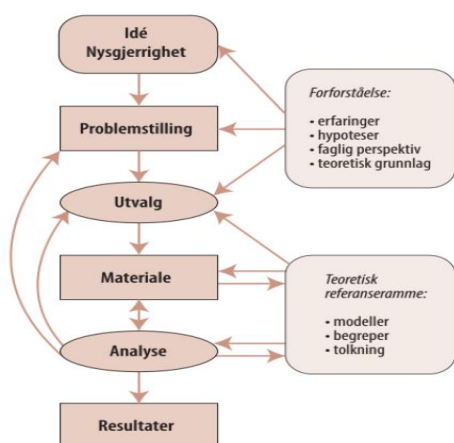 Idé
Nysgjerrighet
Problemstilling
Utvalg
Materiale
Analyse
Resultater
Forforståelse:
• erfaringer
• hypoteser
• faglig perspektiv
• teoretisk grunnlag
Teoretisk
referanseramme:
• modeller
• begreper
• tolkning